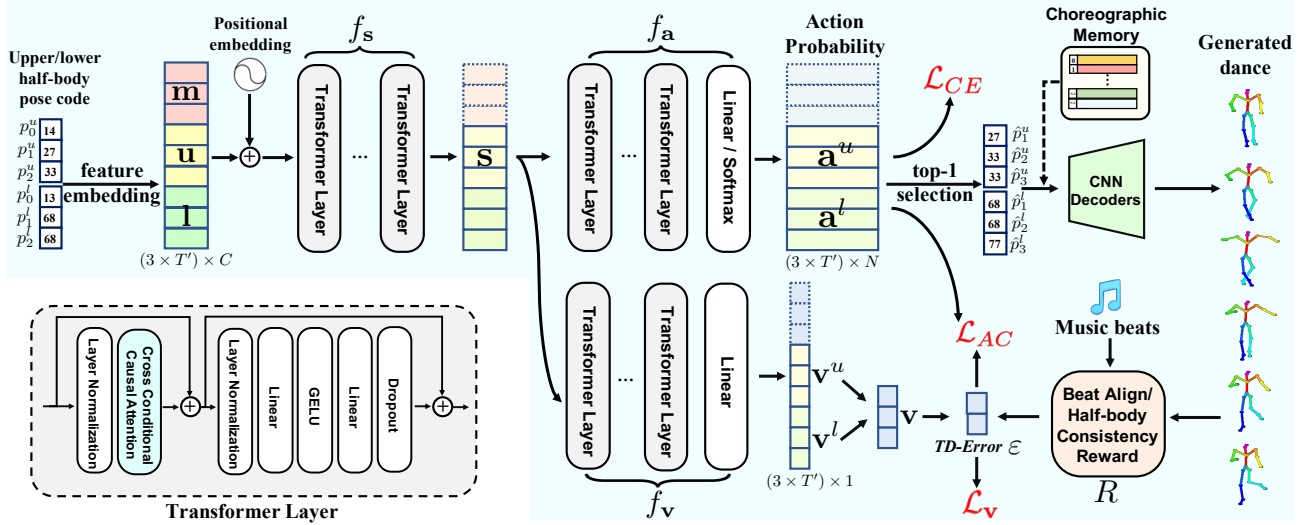 Upper/lower
half-body
pose code
p_0^u 14
p_1^u 27
p_2^u 33
p_0^l 13
p_1^l 68
p_2^l 68
feature
embedding
m
u
l
(3 × T′) × C
Positional
embedding
f_s
Transformer Layer
...
Transformer Layer
s
f_a
Transformer Layer
...
Transformer Layer
Linear / Softmax
Action
Probability
a^u
a^l
(3 × T′) × N
L_CE
top-1
selection
27 p̂_1^u
33 p̂_2^u
33 p̂_3^u
68 p̂_1^l
68 p̂_2^l
77 p̂_3^l
Choreographic
Memory
0
1
⋮
CNN
Decoders
Generated
dance
Transformer Layer
...
Transformer Layer
Linear
f_v
v^u
v^l
(3 × T′) × 1
v
TD-Error ε
L_AC
L_v
Music beats
Beat Align/
Half-body
Consistency
Reward
R
Layer Normalization
Cross Conditional
Causal Attention
Layer Normalization
Linear
GELU
Linear
Dropout
Transformer Layer